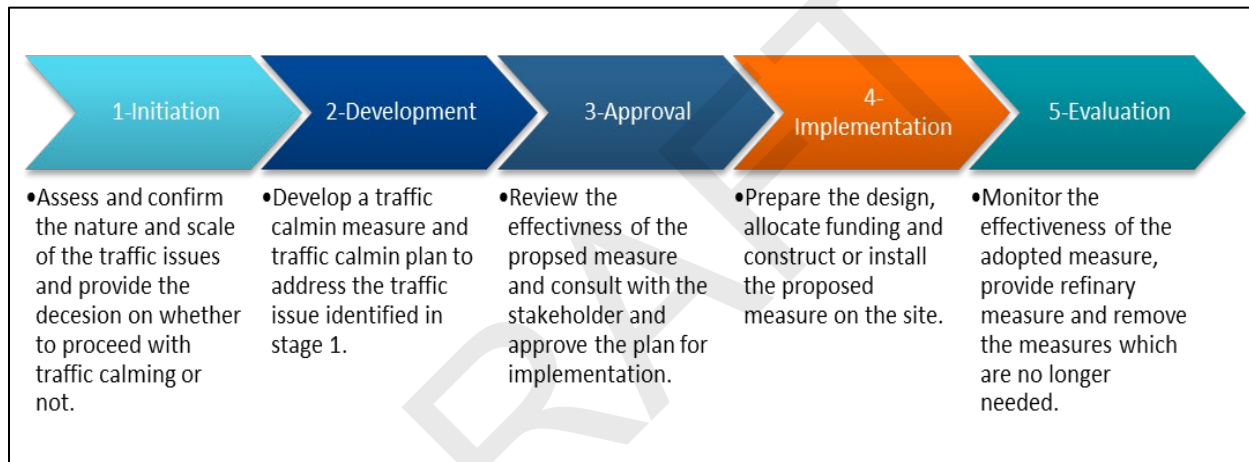 1-Initiation
2-Development
3-Approval
4-
Implementation
5-Evaluation
•Assess and confirm
the nature and scale
of the traffic issues
and provide the
decesion on whether
to proceed with
traffic calming or
not.
•Develop a traffic
calmin measure and
traffic calmin plan to
address the traffic
issue identified in
stage 1.
•Review the
effectivness of the
propsed measure
and consult with the
stakeholder and
approve the plan for
implementation.
•Prepare the design,
allocate funding and
construct or install
the proposed
measure on the site.
•Monitor the
effectiveness of the
adopted measure,
provide refinary
measure and remove
the measures which
are no longer
needed.
RAFT